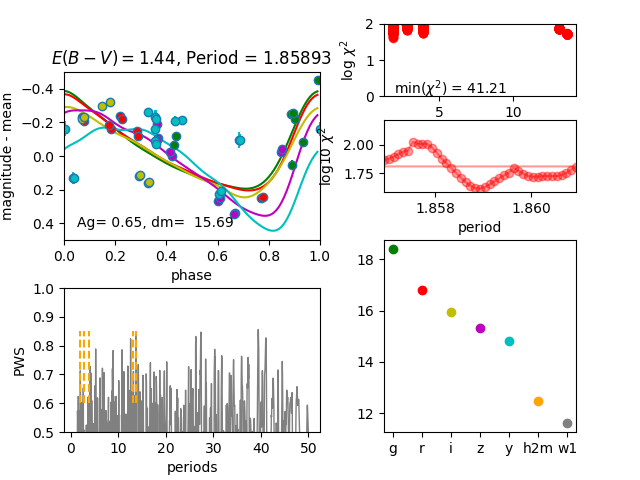 E(B − V) = 1.44, Period = 1.85893
magnitude - mean
−0.4
−0.2
0.0
0.2
0.4
Ag= 0.65, dm=  15.69
0.0 0.2 0.4 0.6 0.8 1.0
phase
log χ²
2
1
0
min(χ²) = 41.21
5 10
log10 χ²
2.00
1.75
1.858 1.860
period
PWS
1.0
0.9
0.8
0.7
0.6
0.5
0 10 20 30 40 50
periods
18
16
14
12
g r i z y h2m w1